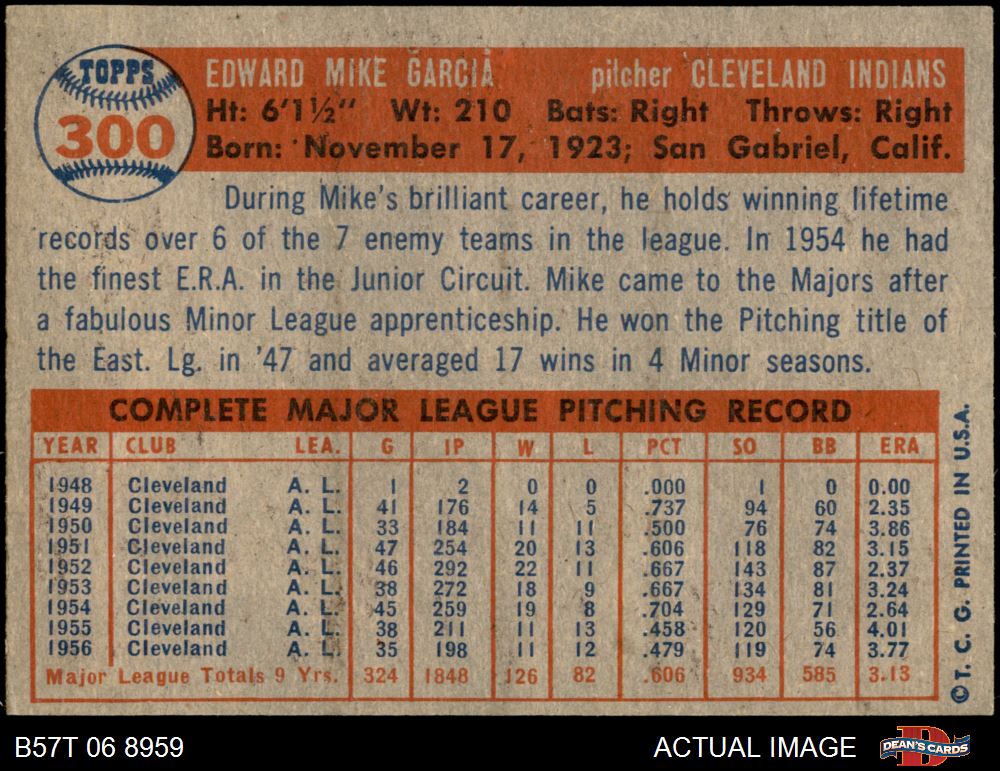 TOPPS
300
EDWARD MIKE GARCIA pitcher CLEVELAND INDIANS
Ht: 6'1½" Wt: 210 Bats: Right Throws: Right
Born: November 17, 1923; San Gabriel, Calif.
During Mike's brilliant career, he holds winning lifetime
records over 6 of the 7 enemy teams in the league. In 1954 he had
the finest E.R.A. in the Junior Circuit. Mike came to the Majors after
a fabulous Minor League apprenticeship. He won the Pitching title of
the East. Lg. in '47 and averaged 17 wins in 4 Minor seasons.
COMPLETE MAJOR LEAGUE PITCHING RECORD
YEAR CLUB LEA. G IP W L PCT SO BB ERA
1948 Cleveland A. L. 1 2 0 0 .000 1 0 0.00
1949 Cleveland A. L. 41 176 14 5 .737 94 60 2.35
1950 Cleveland A. L. 33 184 11 11 .500 76 74 3.86
1951 Cleveland A. L. 47 254 20 13 .606 118 82 3.15
1952 Cleveland A. L. 46 292 22 11 .667 143 87 2.37
1953 Cleveland A. L. 38 272 18 9 .667 134 81 3.24
1954 Cleveland A. L. 45 259 19 8 .704 129 71 2.64
1955 Cleveland A. L. 38 211 11 13 .458 120 56 4.01
1956 Cleveland A. L. 35 198 11 12 .479 119 74 3.77
Major League Totals 9 Yrs. 324 1848 126 82 .606 934 585 3.13
©T. C. G. PRINTED IN U.S.A.
B57T 06 8959 ACTUAL IMAGE DEAN'S CARDS